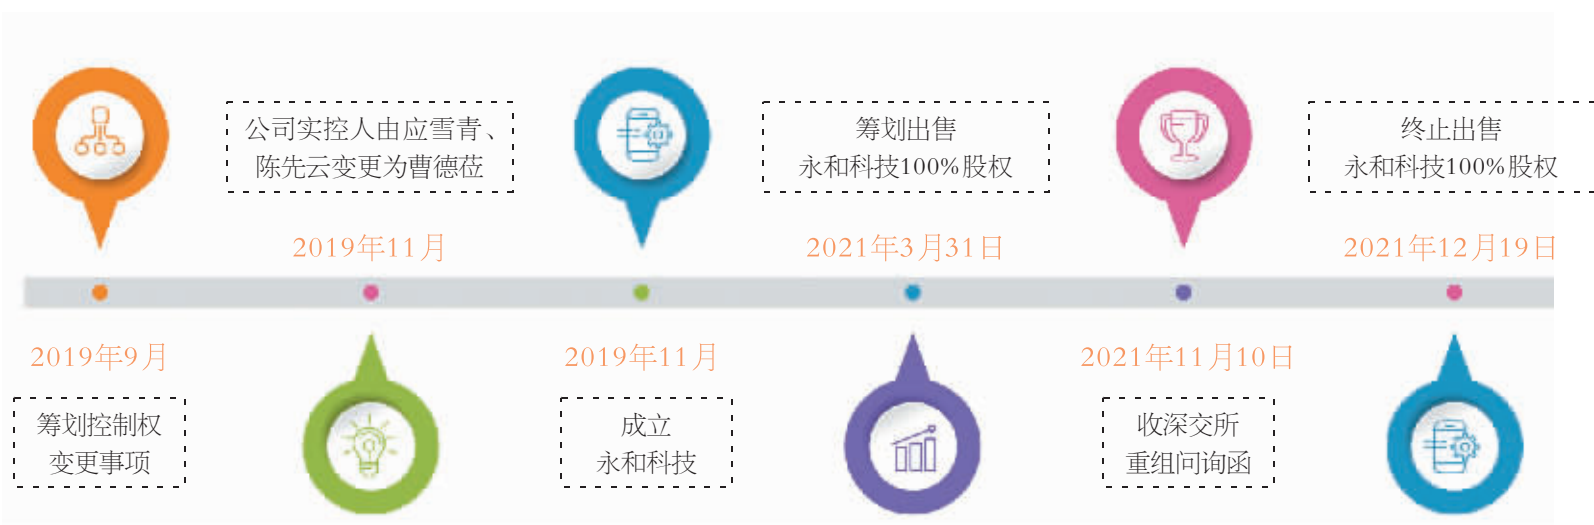 2019年9月
筹划控制权
变更事项
公司实控人由应雪青、
陈先云变更为曹德莅
2019年11月
2019年11月
成立
永和科技
筹划出售
永和科技100%股权
2021年3月31日
2021年11月10日
收深交所
重组问询函
终止出售
永和科技100%股权
2021年12月19日